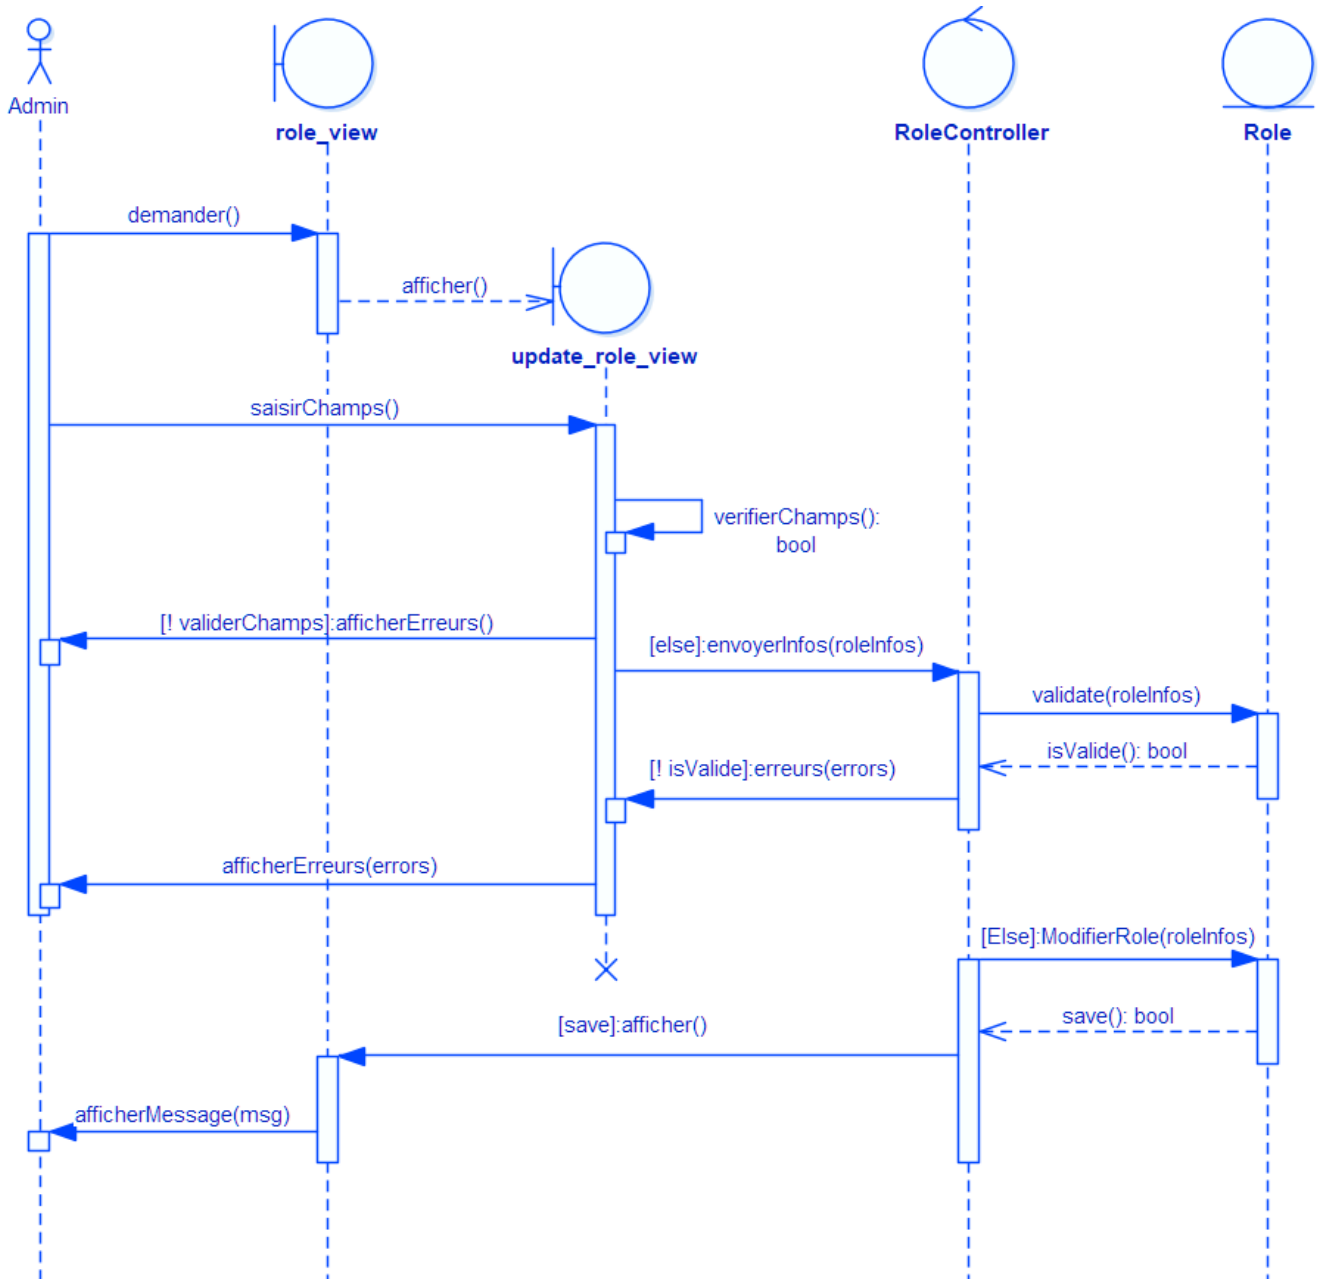 Admin
role_view
RoleController
Role
demander()
afficher()
update_role_view
saisirChamps()
verifierChamps():
bool
[! validerChamps]:afficherErreurs()
[else]:envoyerInfos(roleInfos)
validate(roleInfos)
isValide(): bool
[! isValide]:erreurs(errors)
afficherErreurs(errors)
[Else]:ModifierRole(roleInfos)
save(): bool
[save]:afficher()
afficherMessage(msg)